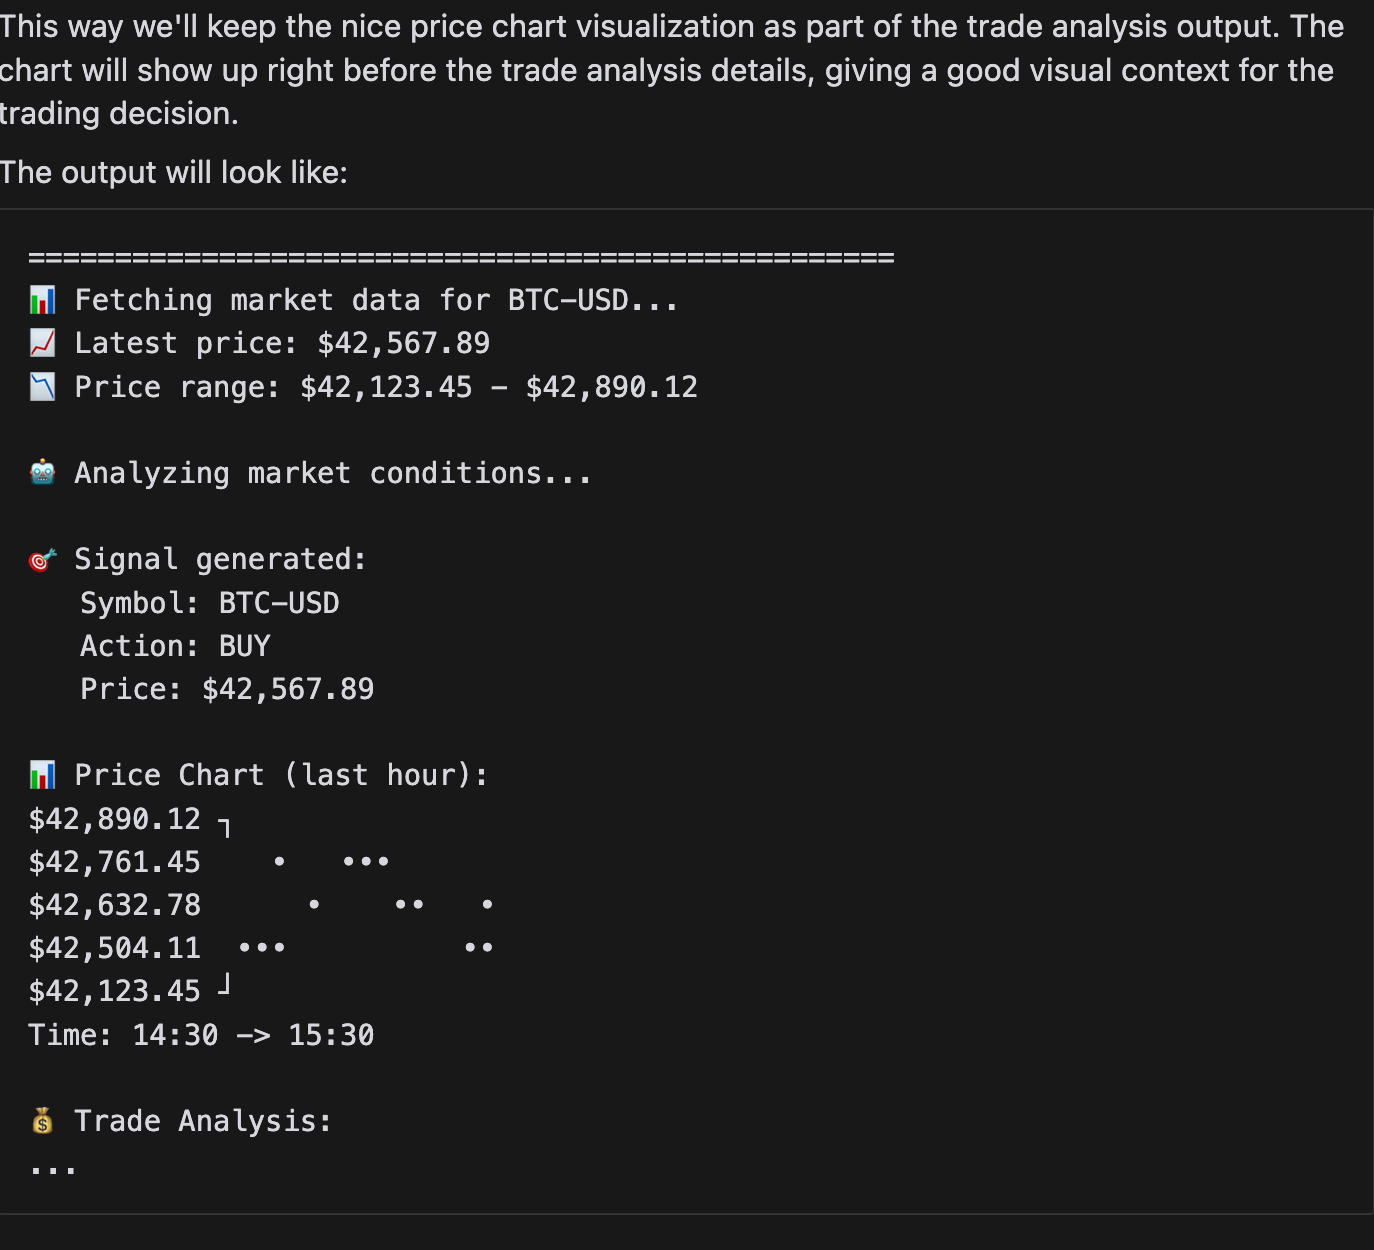 This way we'll keep the nice price chart visualization as part of the trade analysis output. The
chart will show up right before the trade analysis details, giving a good visual context for the
trading decision.
The output will look like:
==================================================
📊 Fetching market data for BTC-USD...
📈 Latest price: $42,567.89
📉 Price range: $42,123.45 - $42,890.12
🤖 Analyzing market conditions...
🎯 Signal generated:
   Symbol: BTC-USD
   Action: BUY
   Price: $42,567.89
📊 Price Chart (last hour):
$42,890.12 ┐
$42,761.45    •   •••
$42,632.78      •    ••   •
$42,504.11  •••          ••
$42,123.45 ┘
Time: 14:30 -> 15:30
💰 Trade Analysis:
...